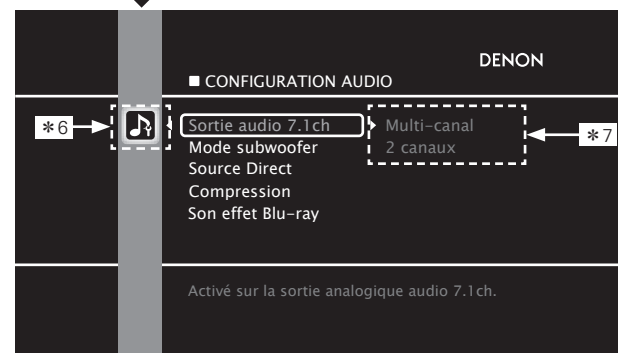 DENON
■ CONFIGURATION AUDIO
*6
Sortie audio 7.1ch
Multi-canal
*7
Mode subwoofer
2 canaux
Source Direct
Compression
Son effet Blu-ray
Activé sur la sortie analogique audio 7.1ch.